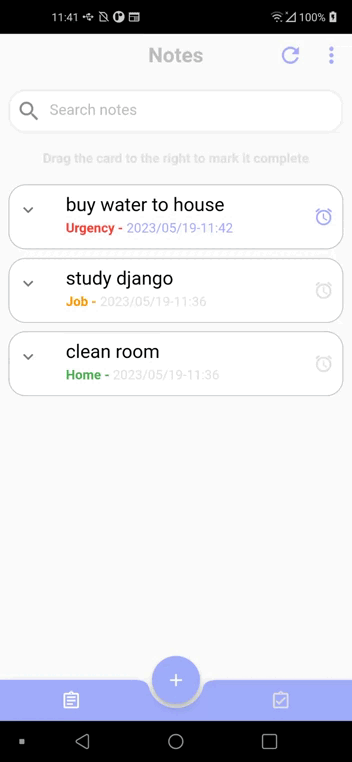 11:41
100%
Notes
Search notes
Drag the card to the right to mark it complete
buy water to house
Urgency - 2023/05/19-11:42
study django
Job - 2023/05/19-11:36
clean room
Home - 2023/05/19-11:36